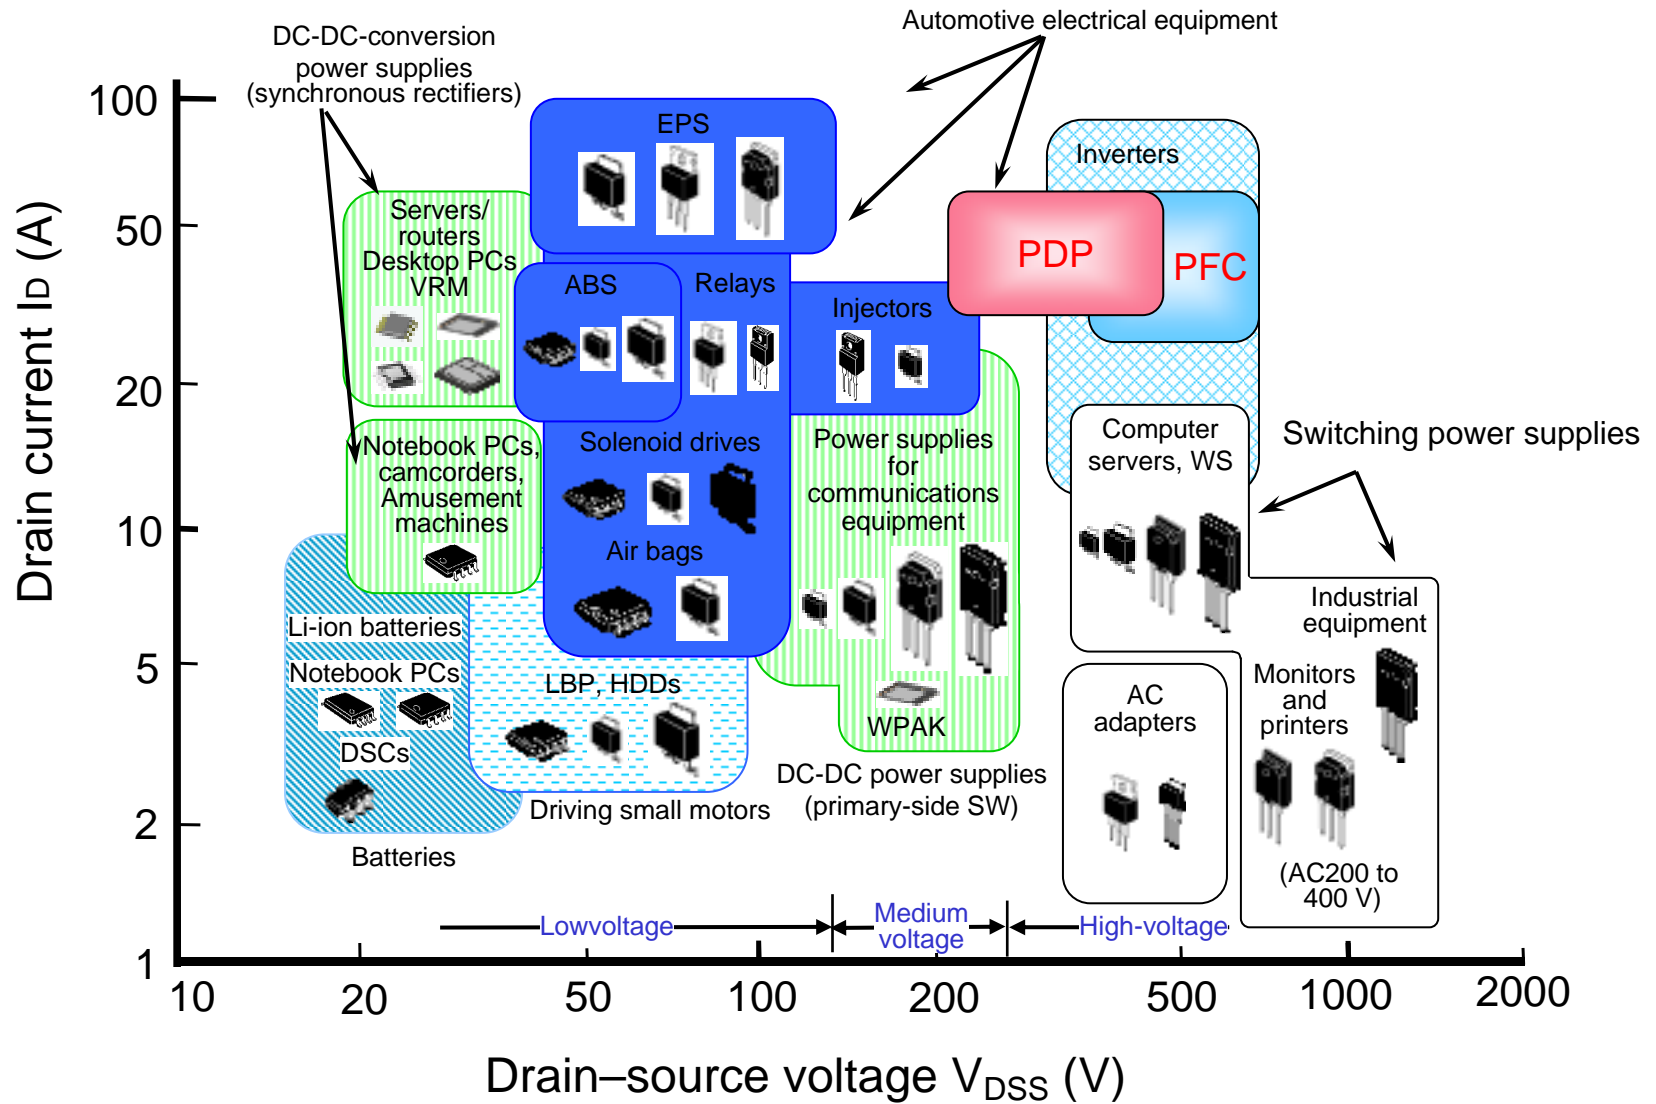 Automotive electrical equipment
DC-DC-conversion
power supplies
(synchronous rectifiers)
100
50
20
10
5
2
1
Drain current ID (A)
EPS
Inverters
Servers/
routers
Desktop PCs
VRM
PDP
PFC
ABS
Relays
Injectors
Notebook PCs,
camcorders,
Amusement
machines
Solenoid drives
Air bags
Power supplies
for
communications
equipment
WPAK
Computer
servers, WS
Switching power supplies
Industrial
equipment
Li-ion batteries
Notebook PCs
DSCs
Batteries
LBP, HDDs
Driving small motors
DC-DC power supplies
(primary-side SW)
AC
adapters
Monitors
and
printers
(AC200 to
400 V)
Lowvoltage
Medium
voltage
High-voltage
10
20
50
100
200
500
1000
2000
Drain–source voltage VDSS (V)